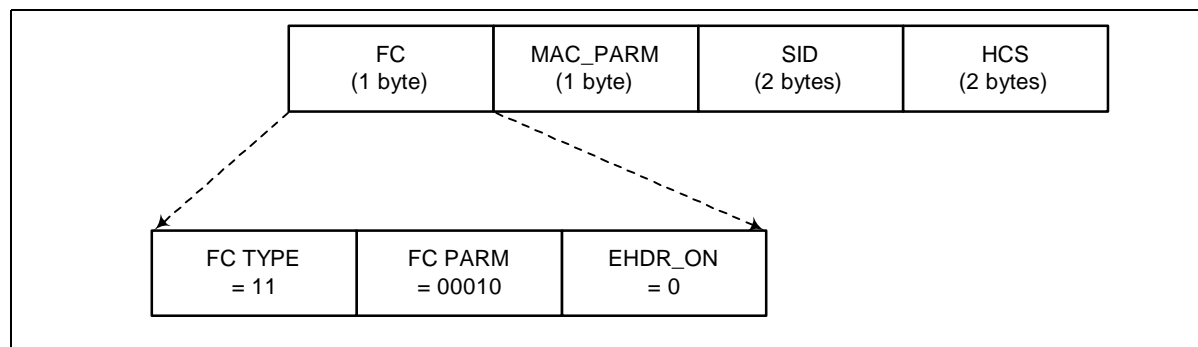 FC
(1 byte)
MAC_PARM
(1 byte)
SID
(2 bytes)
HCS
(2 bytes)
FC TYPE
= 11
FC PARM
= 00010
EHDR_ON
= 0